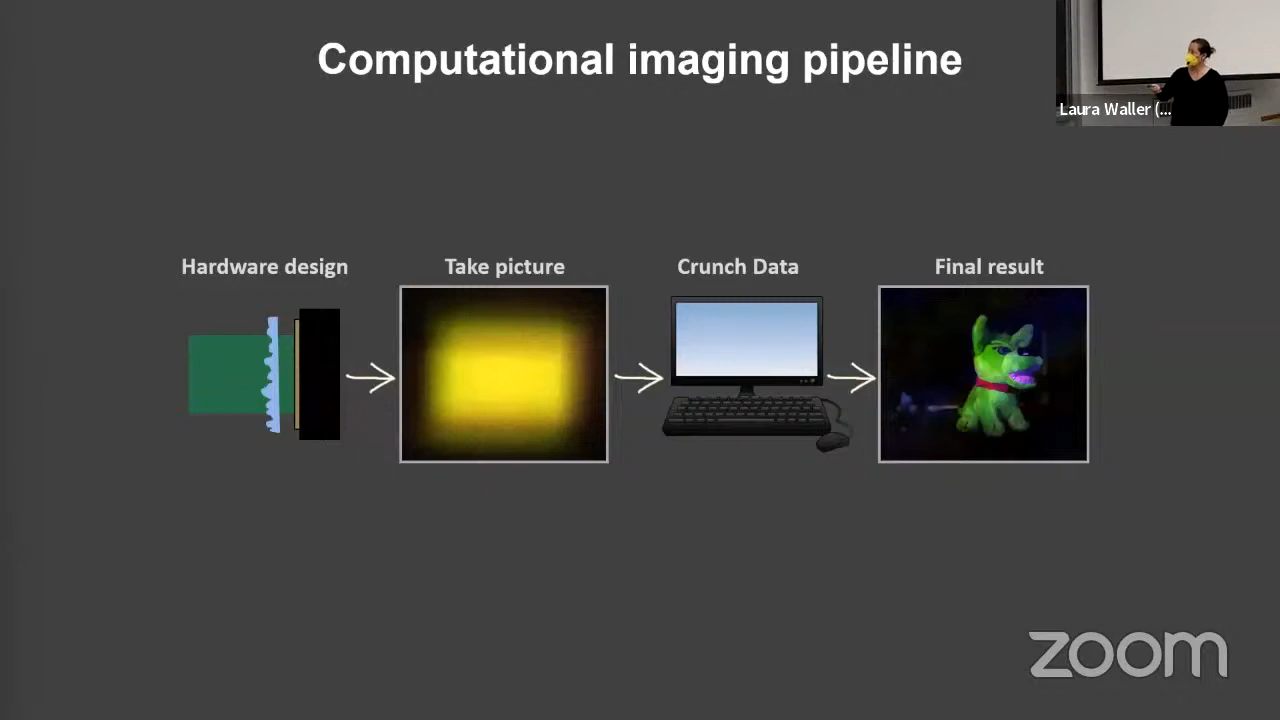 Computational imaging pipeline
Laura Waller (...
Hardware design
Take picture
Crunch Data
Final result
zoom